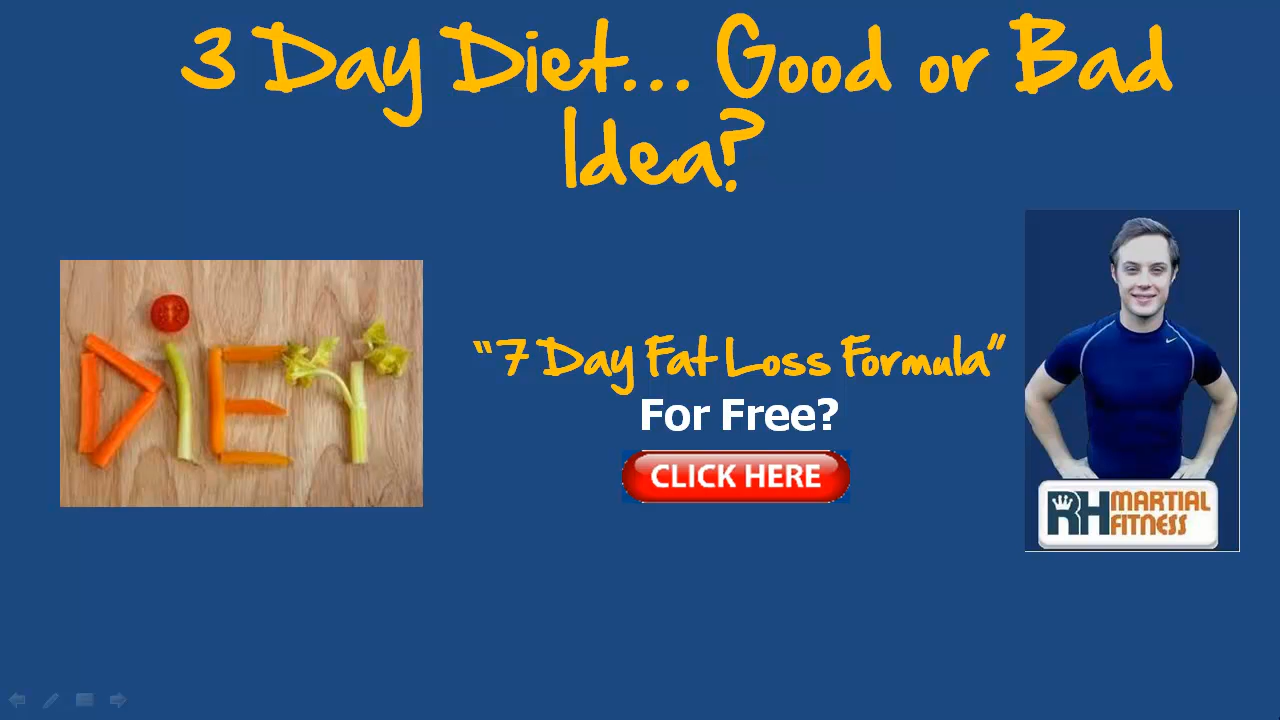 3 Day Diet... Good or Bad
Idea?
DiET
“7 Day Fat Loss Formula”
For Free?
CLICK HERE
RH MARTIAL
FITNESS